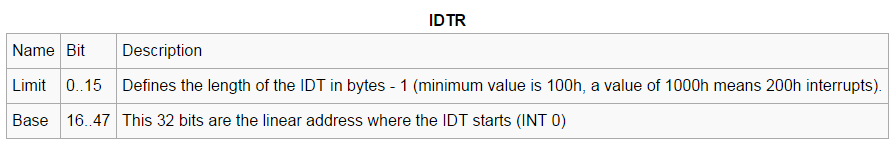 IDTR
Name Bit Description
Limit 0..15 Defines the length of the IDT in bytes - 1 (minimum value is 100h, a value of 1000h means 200h interrupts).
Base 16..47 This 32 bits are the linear address where the IDT starts (INT 0)